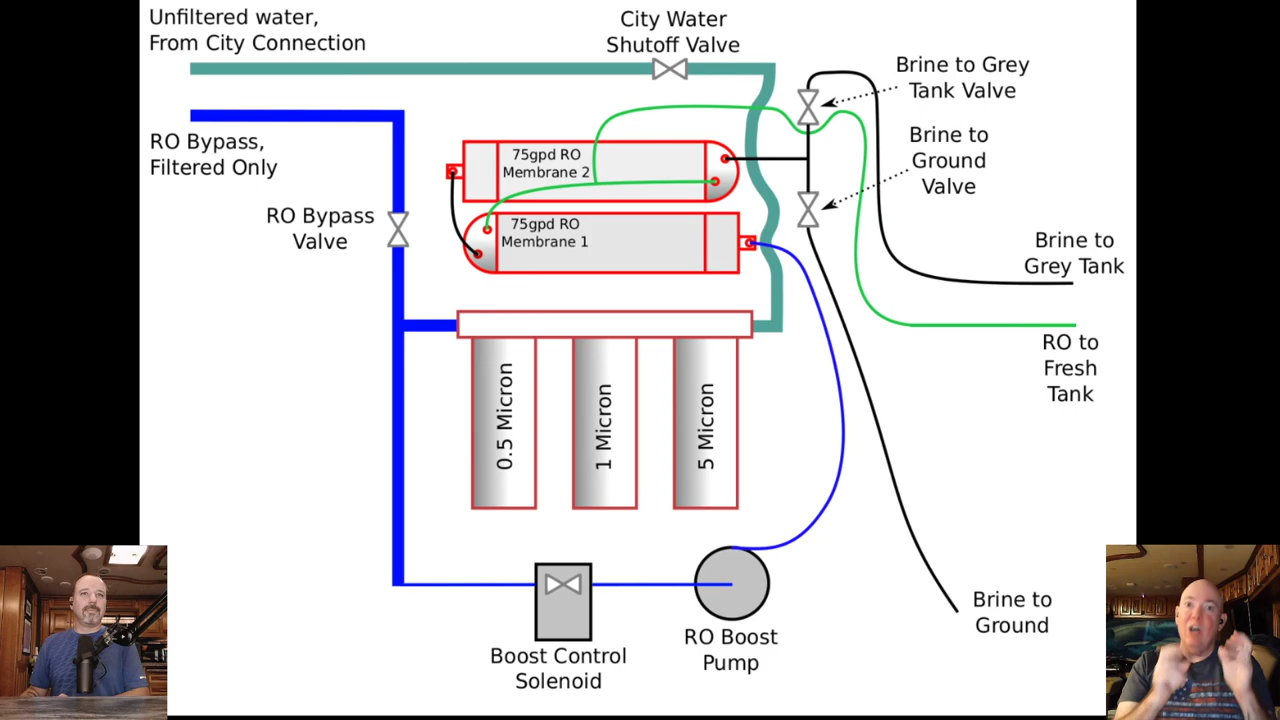 Unfiltered water,
From City Connection
City Water
Shutoff Valve
Brine to Grey
Tank Valve
RO Bypass,
Filtered Only
Brine to
Ground
Valve
75gpd RO
Membrane 2
RO Bypass
Valve
75gpd RO
Membrane 1
Brine to
Grey Tank
RO to
Fresh
Tank
0.5 Micron
1 Micron
5 Micron
Boost Control
Solenoid
RO Boost
Pump
Brine to
Ground